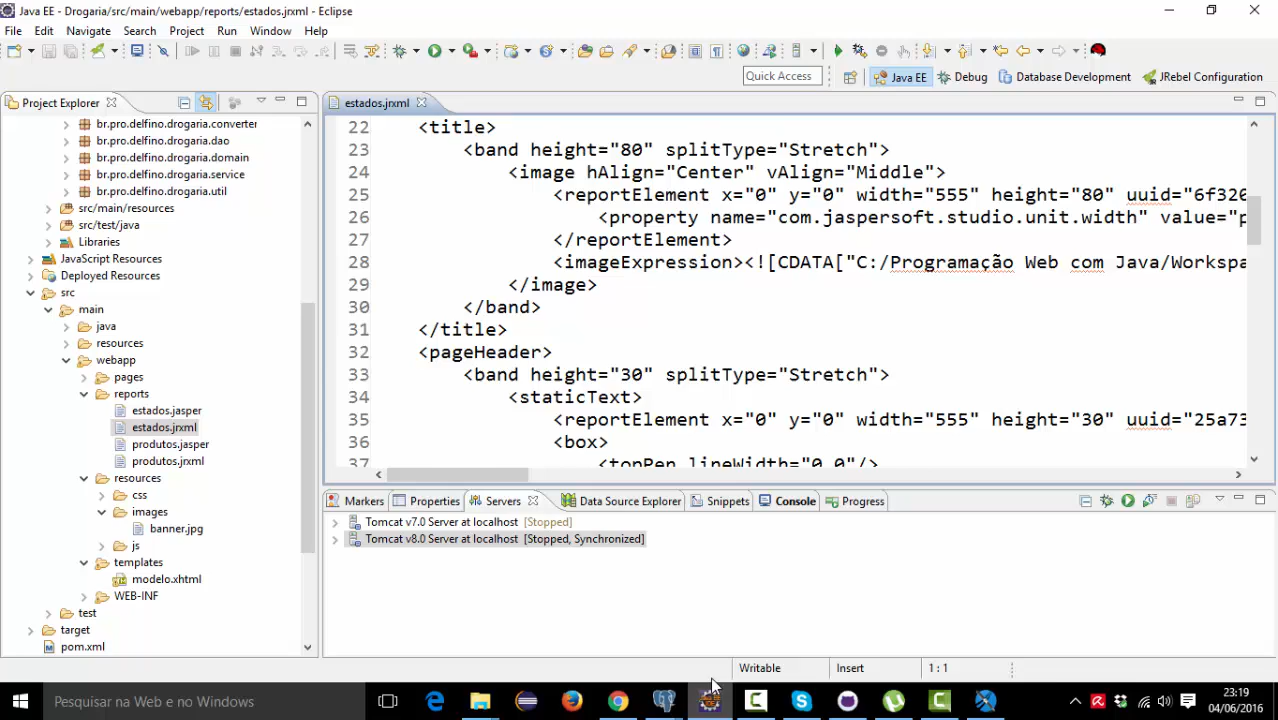 Java EE - Drogaria/src/main/webapp/reports/estados.jrxml - Eclipse
File Edit Navigate Search Project Run Window Help
Quick Access Java EE Debug Database Development JRebel Configuration
Project Explorer
br.pro.delfino.drogaria.converter
br.pro.delfino.drogaria.dao
br.pro.delfino.drogaria.domain
br.pro.delfino.drogaria.service
br.pro.delfino.drogaria.util
src/main/resources
src/test/java
Libraries
JavaScript Resources
Deployed Resources
src
main
java
resources
webapp
pages
reports
estados.jasper
estados.jrxml
produtos.jasper
produtos.jrxml
resources
css
images
banner.jpg
js
templates
modelo.xhtml
WEB-INF
test
target
pom.xml
estados.jrxml
22 <title>
23 <band height="80" splitType="Stretch">
24 <image hAlign="Center" vAlign="Middle">
25 <reportElement x="0" y="0" width="555" height="80" uuid="6f320
26 <property name="com.jaspersoft.studio.unit.width" value="p
27 </reportElement>
28 <imageExpression><![CDATA["C:/Programação Web com Java/Workspa
29 </image>
30 </band>
31 </title>
32 <pageHeader>
33 <band height="30" splitType="Stretch">
34 <staticText>
35 <reportElement x="0" y="0" width="555" height="30" uuid="25a73
36 <box>
37 <topPen lineWidth="0.0"/>
Markers Properties Servers Data Source Explorer Snippets Console Progress
Tomcat v7.0 Server at localhost [Stopped]
Tomcat v8.0 Server at localhost [Stopped, Synchronized]
Writable Insert 1 : 1
Pesquisar na Web e no Windows
23:19
04/06/2016